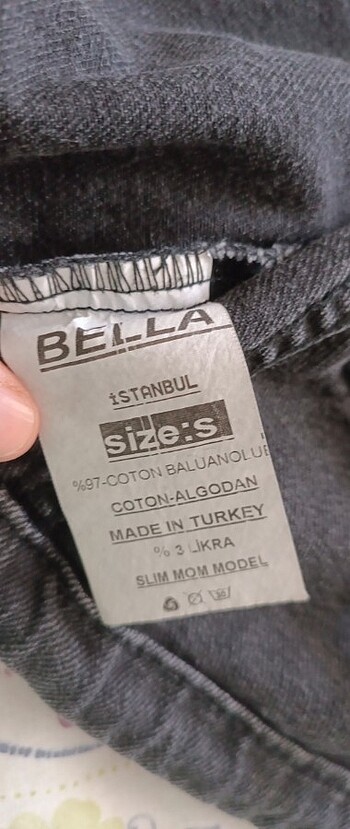 BELLA
iSTANBUL
size:s
%97-COTON BALUANOLUE
COTON-ALGODAN
MADE IN TURKEY
% 3 LİKRA
SLIM MOM MODEL